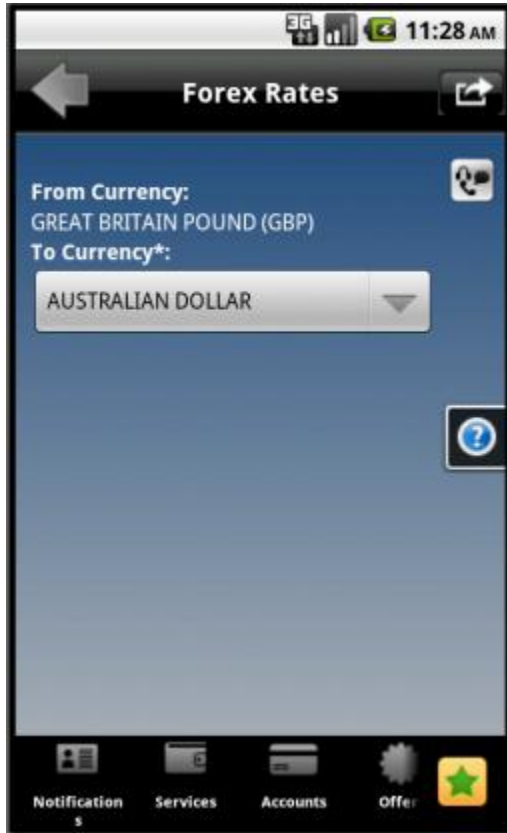 3G 11:28 AM
Forex Rates
From Currency:
GREAT BRITAIN POUND (GBP)
To Currency*:
AUSTRALIAN DOLLAR
?
Notification
s
Services Accounts Offer